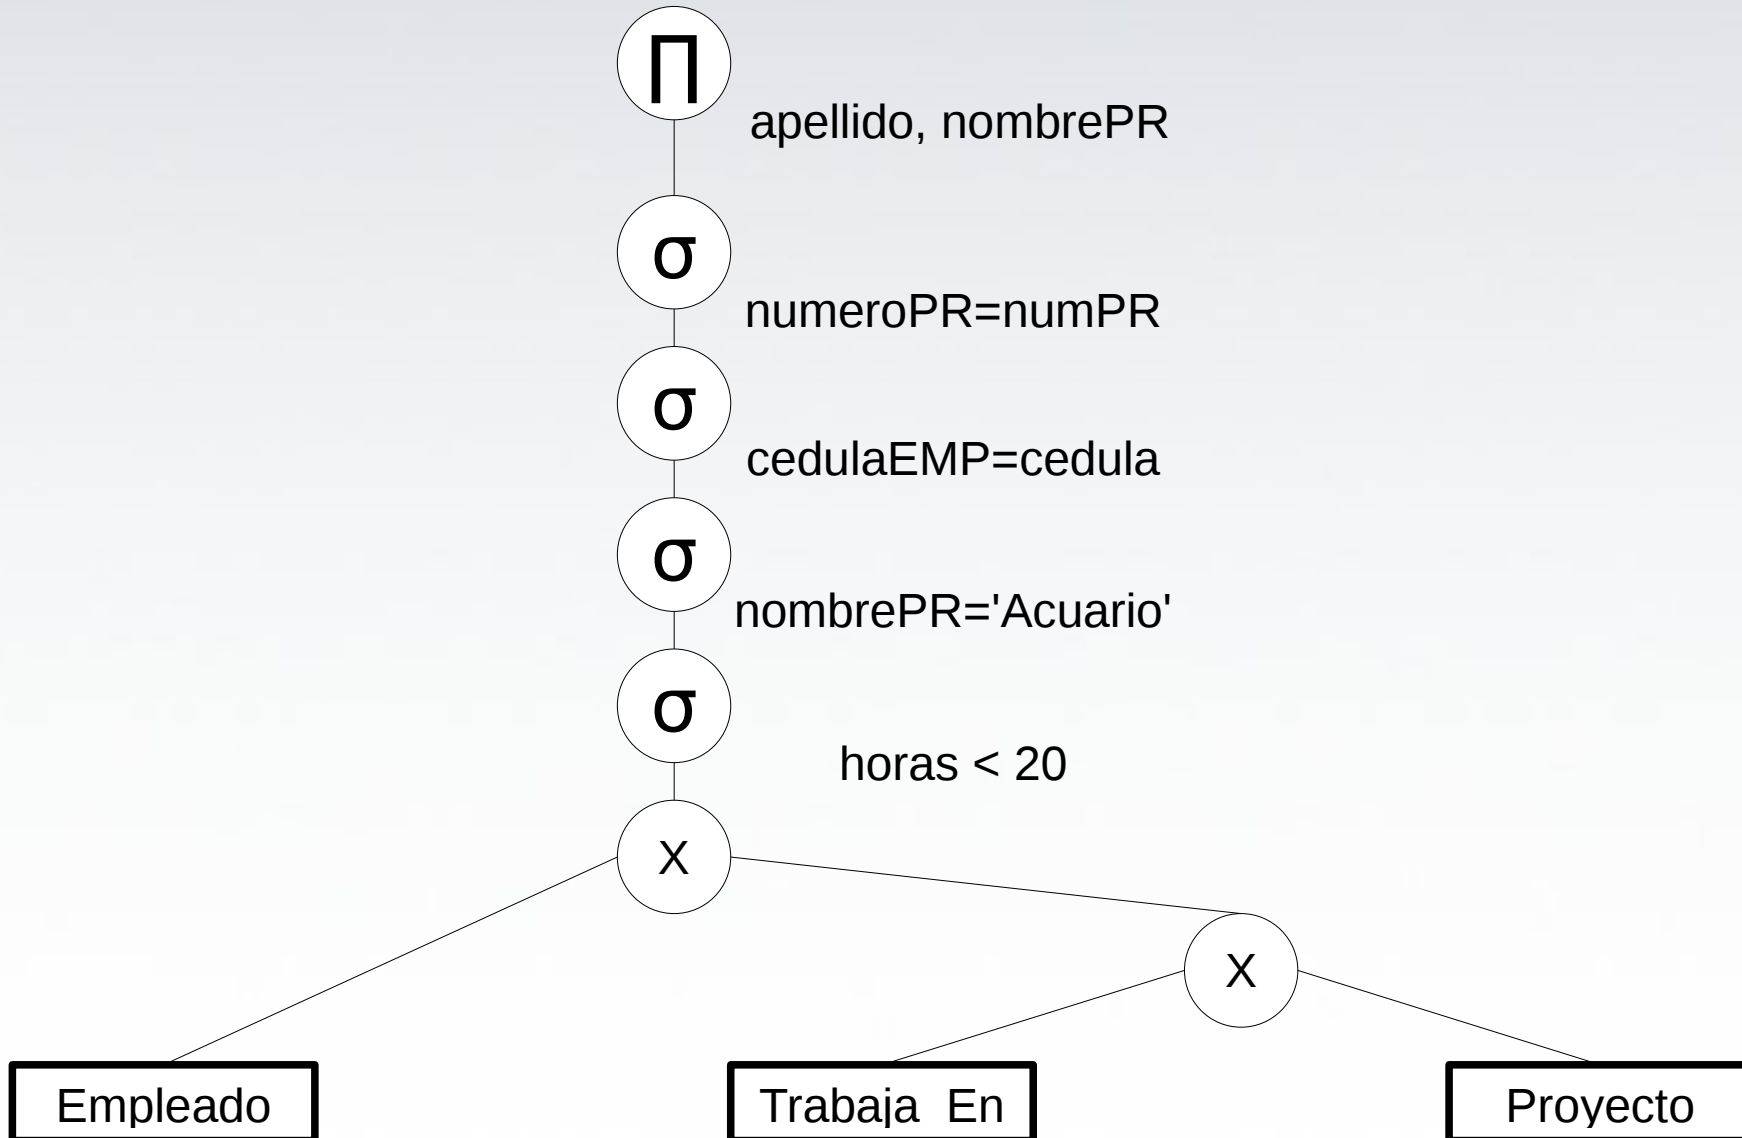 ∏
apellido, nombrePR
σ
numeroPR=numPR
σ
cedulaEMP=cedula
σ
nombrePR='Acuario'
σ
horas < 20
X
X
Empleado
Trabaja En
Proyecto